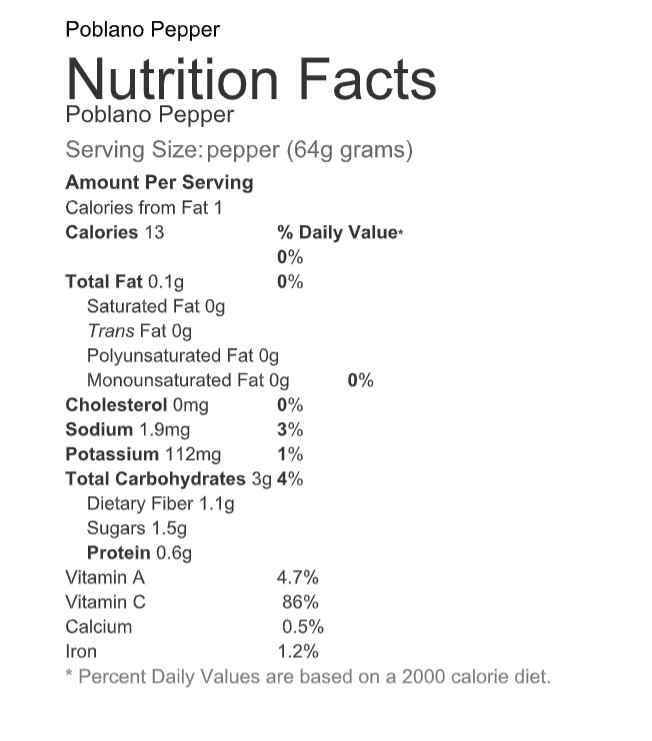 Poblano Pepper
Nutrition Facts
Poblano Pepper
Serving Size: pepper (64g grams)
Amount Per Serving
Calories from Fat 1
Calories 13 % Daily Value*
0%
Total Fat 0.1g 0%
Saturated Fat 0g
Trans Fat 0g
Polyunsaturated Fat 0g
Monounsaturated Fat 0g 0%
Cholesterol 0mg 0%
Sodium 1.9mg 3%
Potassium 112mg 1%
Total Carbohydrates 3g 4%
Dietary Fiber 1.1g
Sugars 1.5g
Protein 0.6g
Vitamin A 4.7%
Vitamin C 86%
Calcium 0.5%
Iron 1.2%
* Percent Daily Values are based on a 2000 calorie diet.